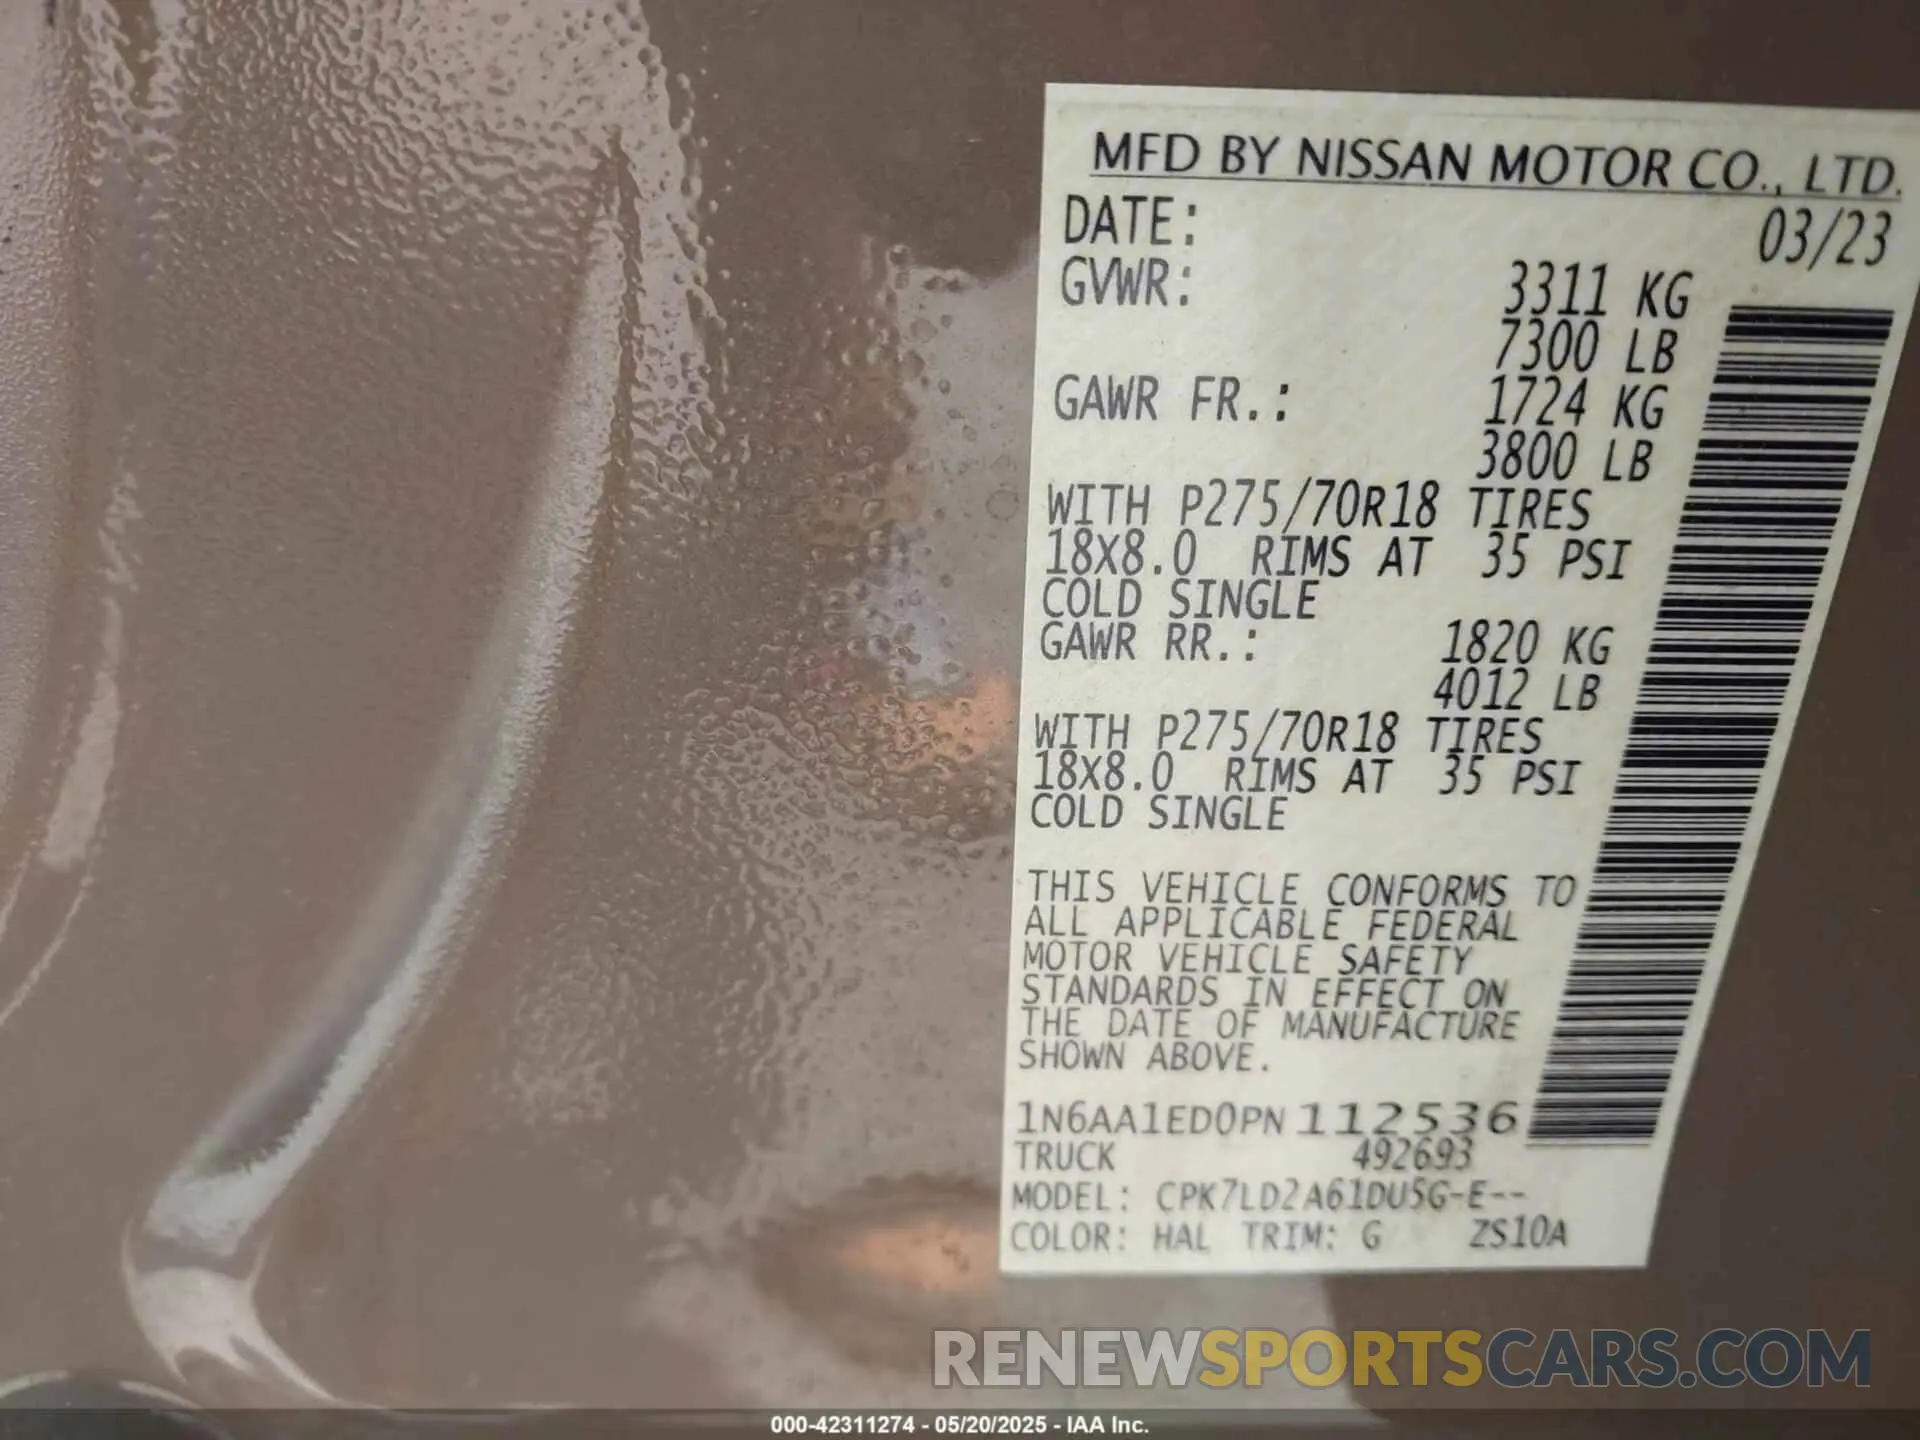 MFD BY NISSAN MOTOR CO., LTD.
DATE: 03/23
GVWR: 3311 KG
7300 LB
GAWR FR.: 1724 KG
3800 LB
WITH P275/70R18 TIRES
18X8.0 RIMS AT 35 PSI
COLD SINGLE
GAWR RR.: 1820 KG
4012 LB
WITH P275/70R18 TIRES
18X8.0 RIMS AT 35 PSI
COLD SINGLE
THIS VEHICLE CONFORMS TO
ALL APPLICABLE FEDERAL
MOTOR VEHICLE SAFETY
STANDARDS IN EFFECT ON
THE DATE OF MANUFACTURE
SHOWN ABOVE.
1N6AA1ED0PN112536
TRUCK 492693
MODEL: CPK7LD2A61DU5G-E--
COLOR: HAL TRIM: G ZS10A
RENEWSPORTSCARS.COM
000-42311274 - 05/20/2025 - IAA Inc.